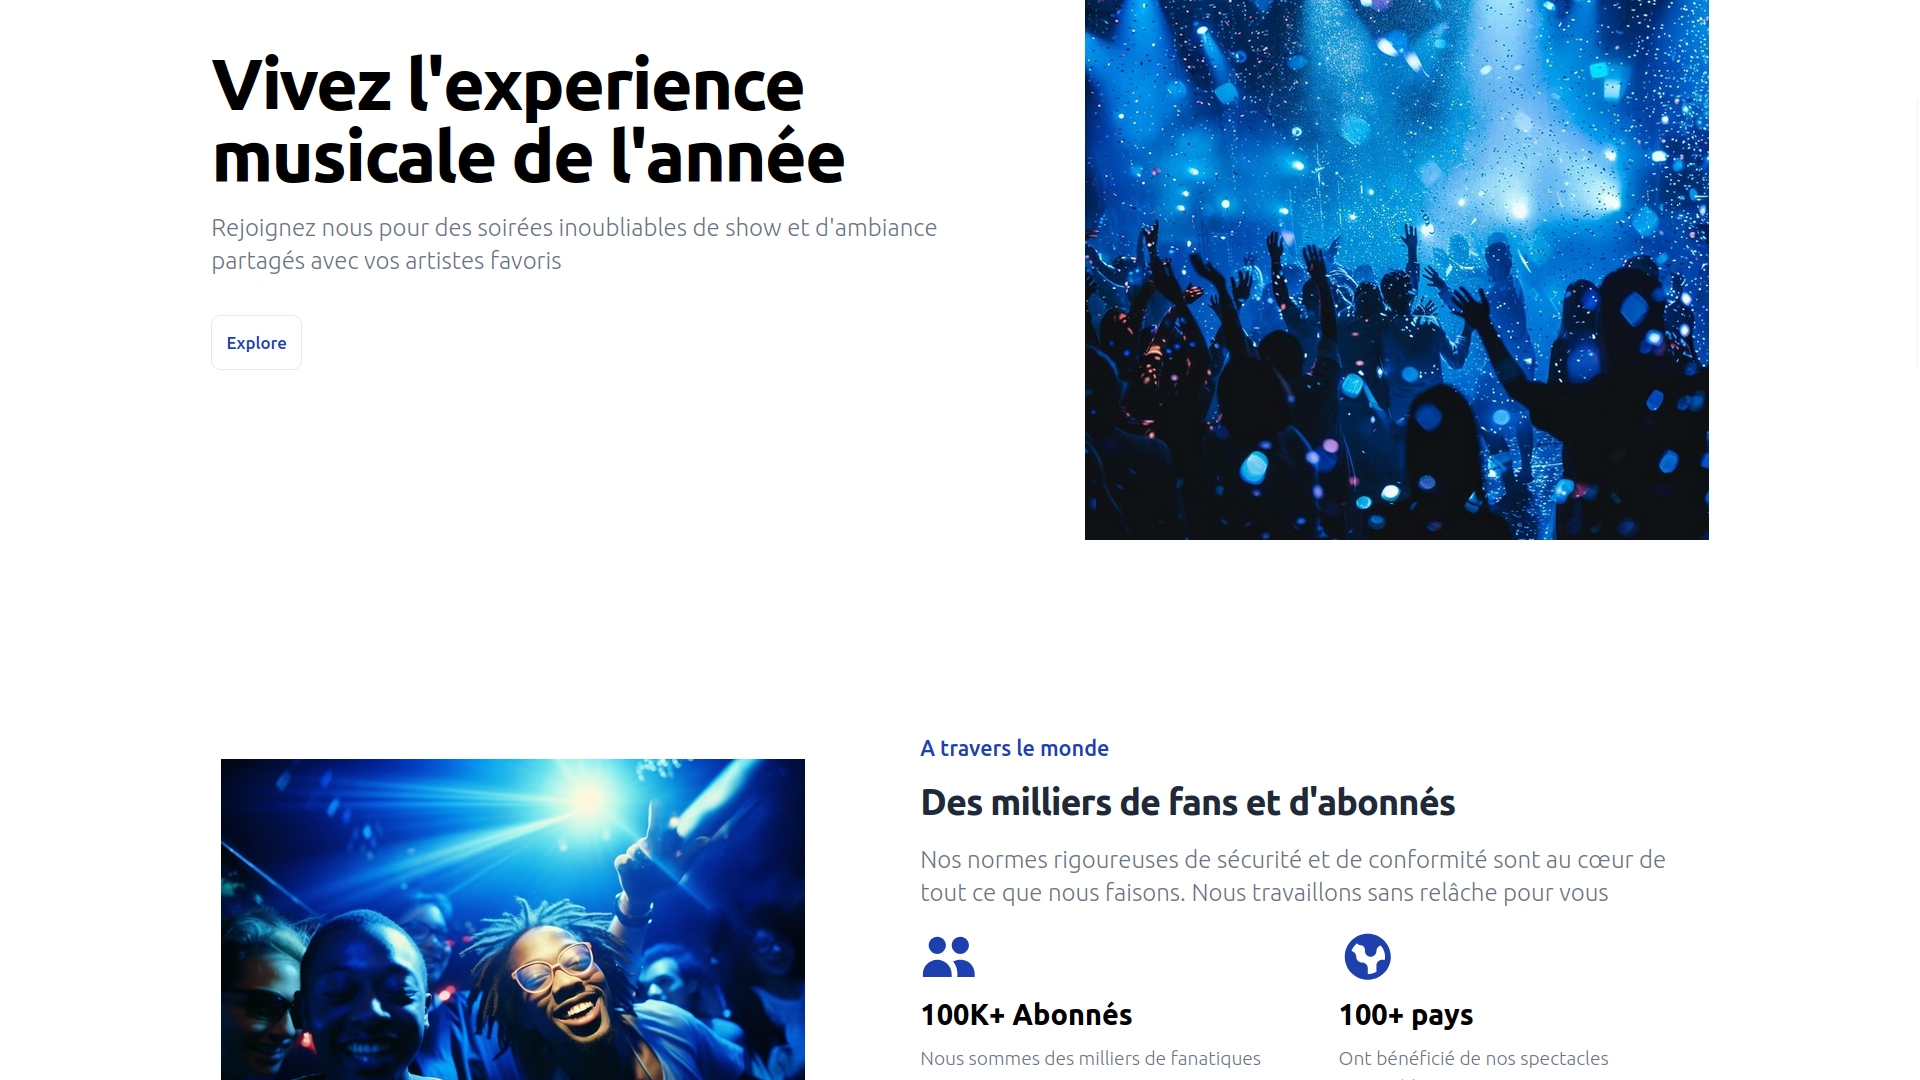 Vivez l'experience
musicale de l'année
Rejoignez nous pour des soirées inoubliables de show et d'ambiance
partagés avec vos artistes favoris
Explore
A travers le monde
Des milliers de fans et d'abonnés
Nos normes rigoureuses de sécurité et de conformité sont au cœur de
tout ce que nous faisons. Nous travaillons sans relâche pour vous
100K+ Abonnés
Nous sommes des milliers de fanatiques
100+ pays
Ont bénéficié de nos spectacles